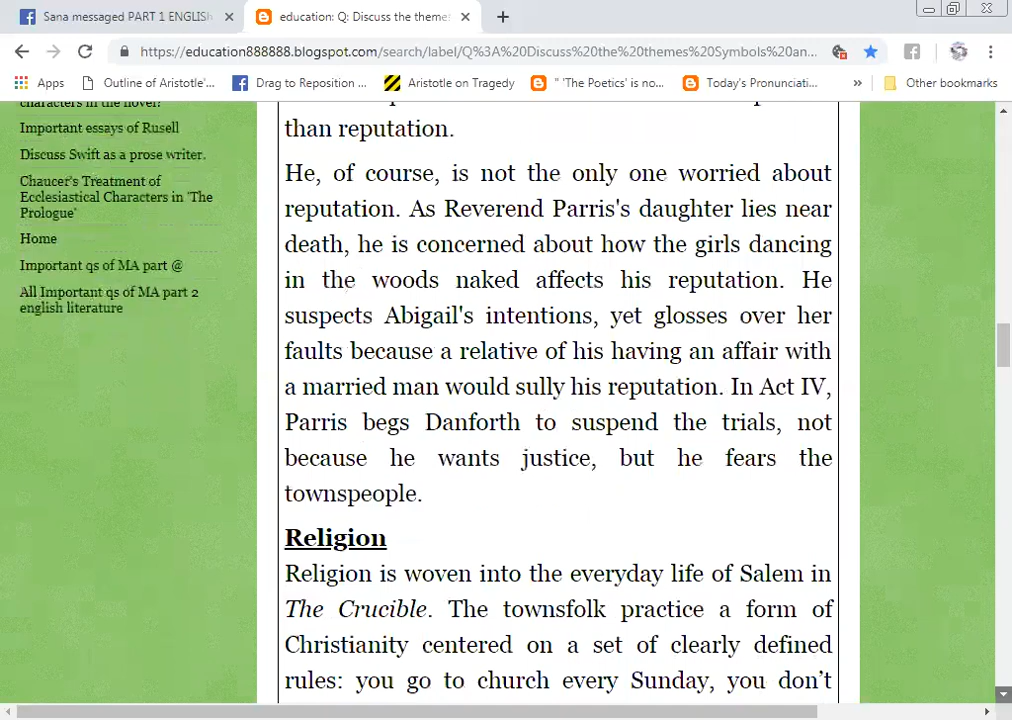 Sana messaged PART 1 ENGLISH
education: Q: Discuss the theme
https://education888888.blogspot.com/search/label/Q%3A%20Discuss%20the%20themes%20Symbols%20an...
Apps
Outline of Aristotle'...
Drag to Reposition ...
Aristotle on Tragedy
" 'The Poetics' is no...
Today's Pronunciati...
»
Other bookmarks
characters in the novel?
Important essays of Rusell
Discuss Swift as a prose writer.
Chaucer's Treatment of
Ecclesiastical Characters in 'The
Prologue'
Home
Important qs of MA part @
All Important qs of MA part 2
english literature
than reputation.
He, of course, is not the only one worried about
reputation. As Reverend Parris's daughter lies near
death, he is concerned about how the girls dancing
in the woods naked affects his reputation. He
suspects Abigail's intentions, yet glosses over her
faults because a relative of his having an affair with
a married man would sully his reputation. In Act IV,
Parris begs Danforth to suspend the trials, not
because he wants justice, but he fears the
townspeople.
Religion
Religion is woven into the everyday life of Salem in
The Crucible. The townsfolk practice a form of
Christianity centered on a set of clearly defined
rules: you go to church every Sunday, you don't